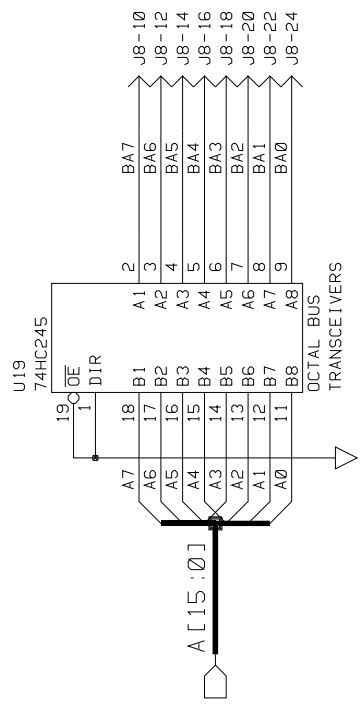 J8-10
J8-12
J8-14
J8-16
J8-18
J8-20
J8-22
J8-24
BA7
BA6
BA5
BA4
BA3
BA2
BA1
BA0
2
3
4
5
6
7
8
9
U19
74HC245
A1
A2
A3
A4
A5
A6
A7
A8
OE
DIR
B1
B2
B3
B4
B5
B6
B7
B8
OCTAL BUS
TRANSCEIVERS
19
1
18
17
16
15
14
13
12
11
A7
A6
A5
A4
A3
A2
A1
A0
A[15:0]